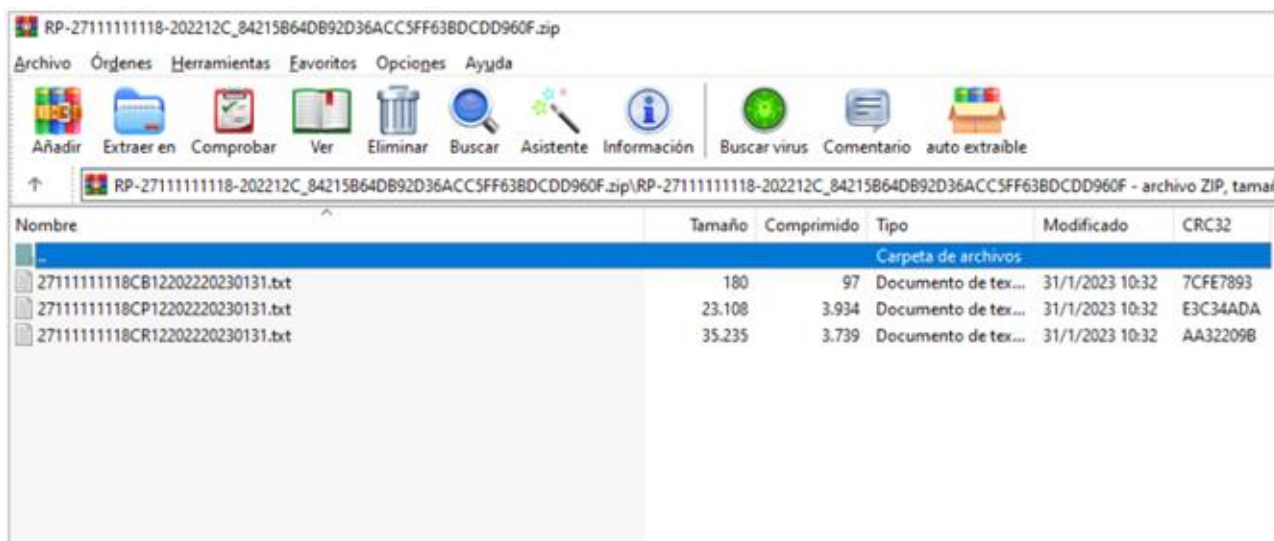 RP-27111111118-202212C_84215B64DB92D36ACC5FF63BDCDD960F.zip
Archivo Órdenes Herramientas Favoritos Opciones Ayuda
Añadir Extraer en Comprobar Ver Eliminar Buscar Asistente Información Buscar virus Comentario auto extraíble
RP-27111111118-202212C_84215B64DB92D36ACC5FF63BDCDD960F.zip\RP-27111111118-202212C_84215B64DB92D36ACC5FF63BDCDD960F - archivo ZIP, tamañ
Nombre Tamaño Comprimido Tipo Modificado CRC32
.. Carpeta de archivos
27111111118CB12202220230131.txt 180 97 Documento de tex... 31/1/2023 10:32 7CFE7893
27111111118CP12202220230131.txt 23.108 3.934 Documento de tex... 31/1/2023 10:32 E3C34ADA
27111111118CR12202220230131.txt 35.235 3.739 Documento de tex... 31/1/2023 10:32 AA32209B